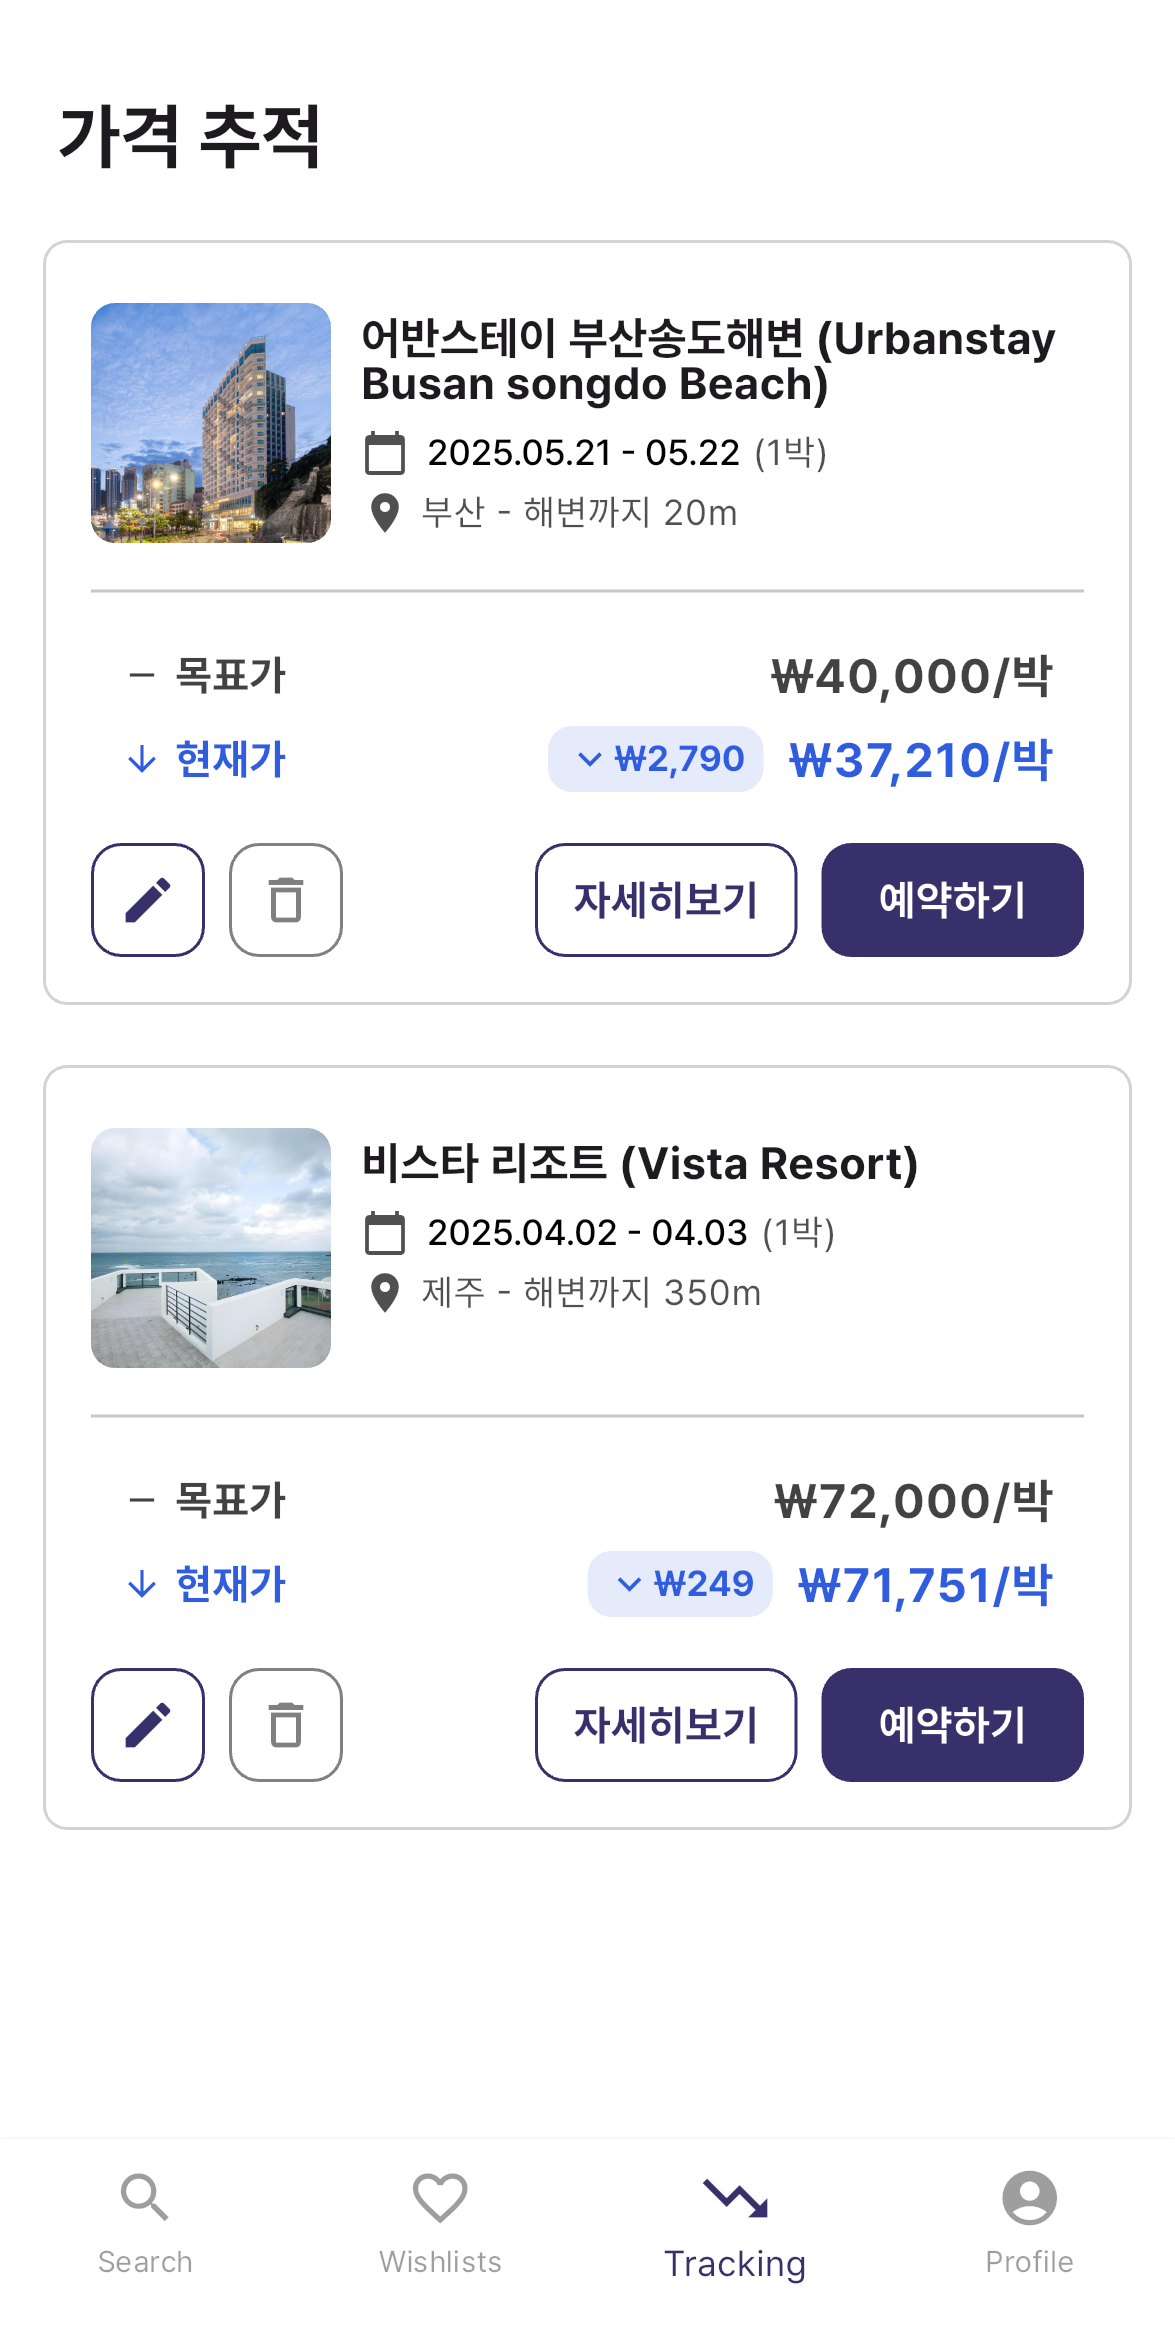 가격 추적
어반스테이 부산송도해변 (Urbanstay
Busan songdo Beach)
2025.05.21 - 05.22 (1박)
부산 - 해변까지 20m
목표가 ₩40,000/박
현재가 ₩2,790 ₩37,210/박
자세히보기 예약하기
비스타 리조트 (Vista Resort)
2025.04.02 - 04.03 (1박)
제주 - 해변까지 350m
목표가 ₩72,000/박
현재가 ₩249 ₩71,751/박
자세히보기 예약하기
Search Wishlists Tracking Profile